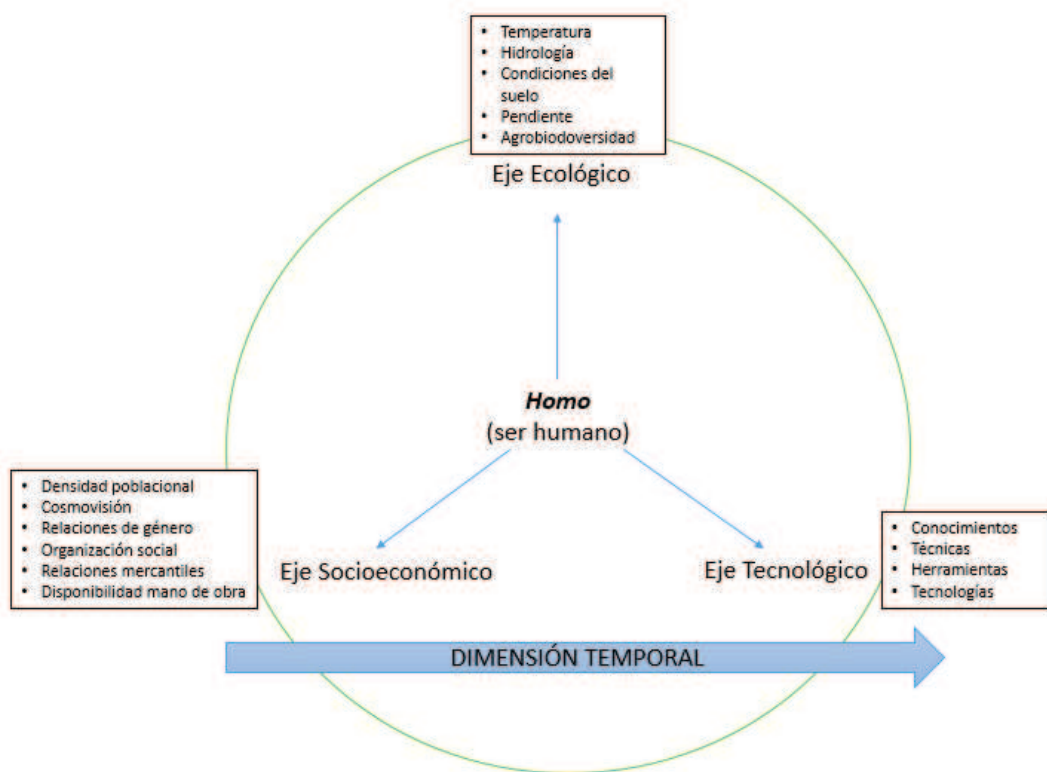 • Temperatura
• Hidrología
• Condiciones del
suelo
• Pendiente
• Agrobiodoversidad
Eje Ecológico
Homo
(ser humano)
• Densidad poblacional
• Cosmovisión
• Relaciones de género
• Organización social
• Relaciones mercantiles
• Disponibilidad mano de obra
Eje Socioeconómico
Eje Tecnológico
• Conocimientos
• Técnicas
• Herramientas
• Tecnologías
DIMENSIÓN TEMPORAL